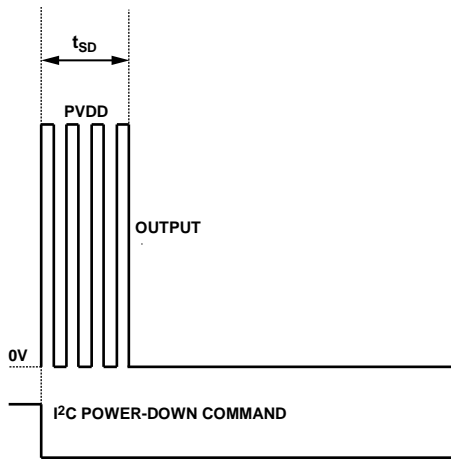 tSD
PVDD
OUTPUT
0V
I²C POWER-DOWN COMMAND